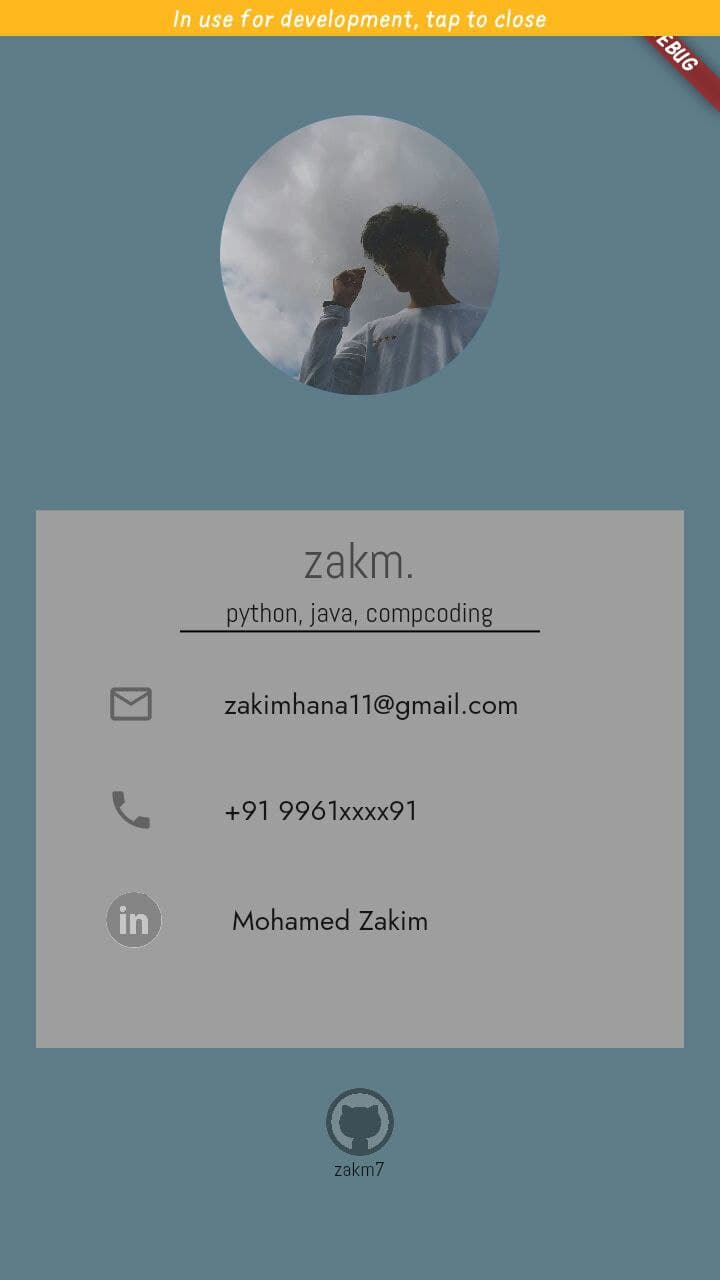 In use for development, tap to close
EBUG
zakm.
python, java, compcoding
zakimhana11@gmail.com
+91 9961xxxx91
in
Mohamed Zakim
zakm7